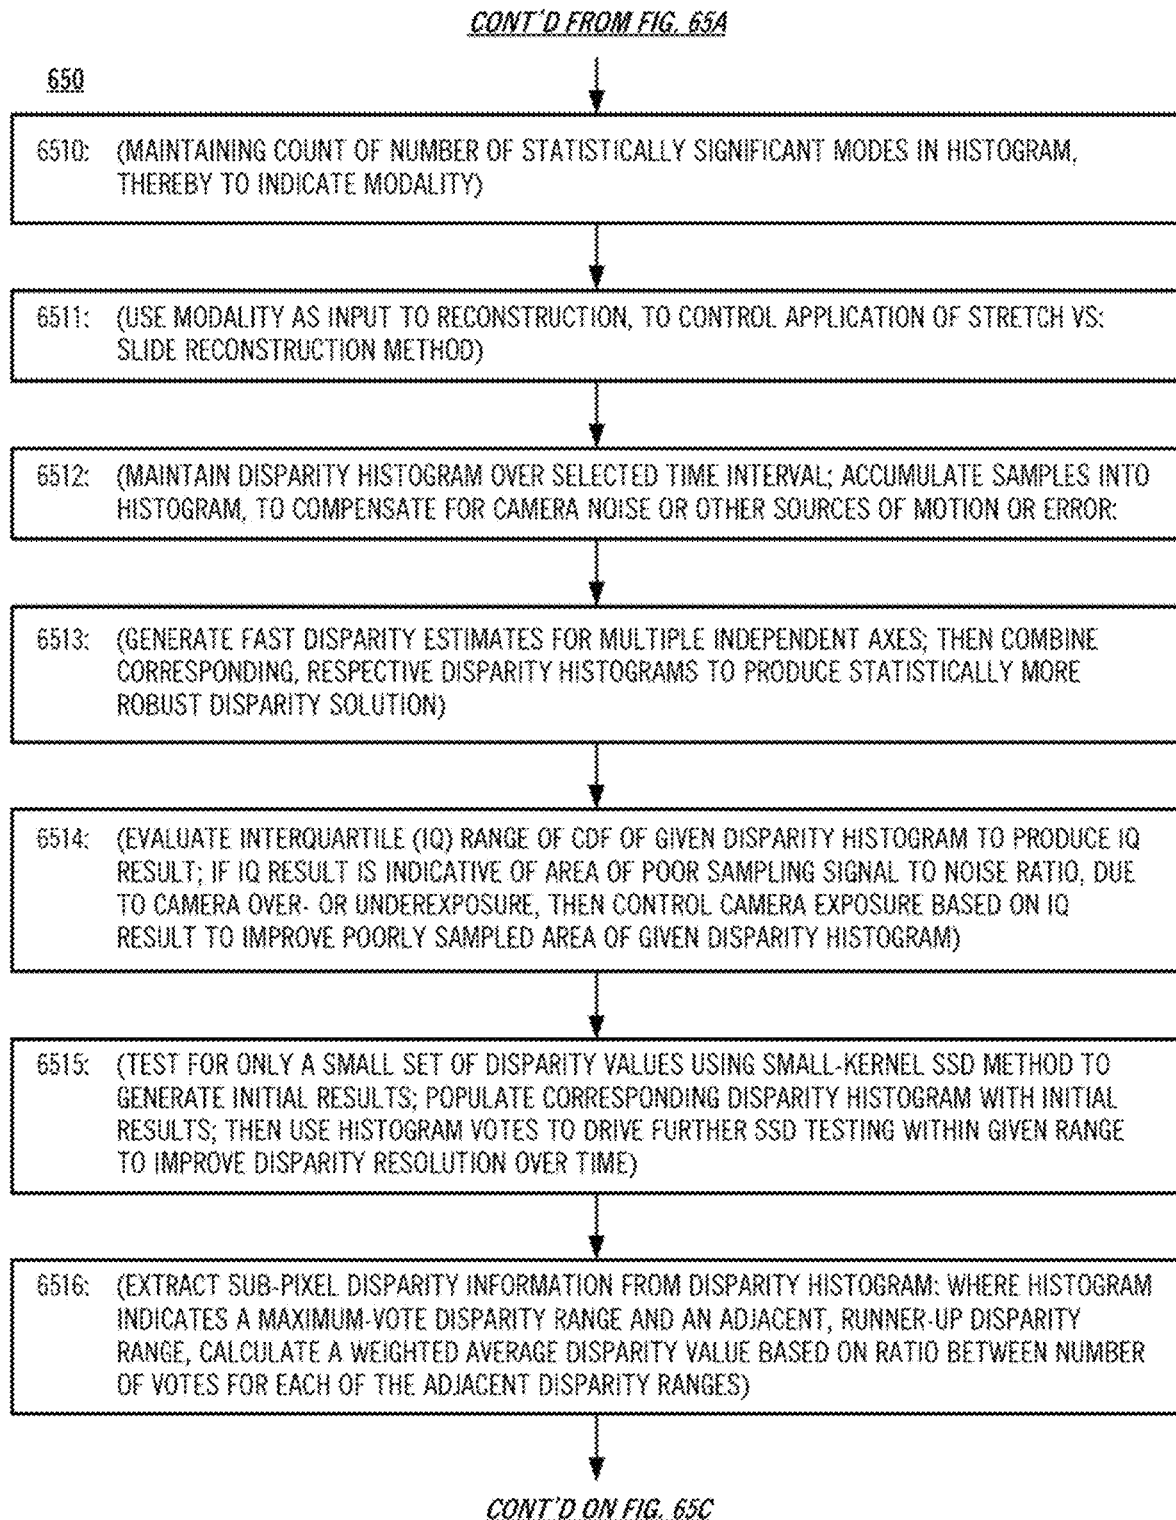 CONT'D FROM FIG. 65A
650
6510: (MAINTAINING COUNT OF NUMBER OF STATISTICALLY SIGNIFICANT MODES IN HISTOGRAM,
THEREBY TO INDICATE MODALITY)
6511: (USE MODALITY AS INPUT TO RECONSTRUCTION, TO CONTROL APPLICATION OF STRETCH VS:
SLIDE RECONSTRUCTION METHOD)
6512: (MAINTAIN DISPARITY HISTOGRAM OVER SELECTED TIME INTERVAL; ACCUMULATE SAMPLES INTO
HISTOGRAM, TO COMPENSATE FOR CAMERA NOISE OR OTHER SOURCES OF MOTION OR ERROR:
6513: (GENERATE FAST DISPARITY ESTIMATES FOR MULTIPLE INDEPENDENT AXES; THEN COMBINE
CORRESPONDING, RESPECTIVE DISPARITY HISTOGRAMS TO PRODUCE STATISTICALLY MORE
ROBUST DISPARITY SOLUTION)
6514: (EVALUATE INTERQUARTILE (IQ) RANGE OF CDF OF GIVEN DISPARITY HISTOGRAM TO PRODUCE IQ
RESULT; IF IQ RESULT IS INDICATIVE OF AREA OF POOR SAMPLING SIGNAL TO NOISE RATIO, DUE
TO CAMERA OVER- OR UNDEREXPOSURE, THEN CONTROL CAMERA EXPOSURE BASED ON IQ
RESULT TO IMPROVE POORLY SAMPLED AREA OF GIVEN DISPARITY HISTOGRAM)
6515: (TEST FOR ONLY A SMALL SET OF DISPARITY VALUES USING SMALL-KERNEL SSD METHOD TO
GENERATE INITIAL RESULTS; POPULATE CORRESPONDING DISPARITY HISTOGRAM WITH INITIAL
RESULTS; THEN USE HISTOGRAM VOTES TO DRIVE FURTHER SSD TESTING WITHIN GIVEN RANGE
TO IMPROVE DISPARITY RESOLUTION OVER TIME)
6516: (EXTRACT SUB-PIXEL DISPARITY INFORMATION FROM DISPARITY HISTOGRAM: WHERE HISTOGRAM
INDICATES A MAXIMUM-VOTE DISPARITY RANGE AND AN ADJACENT, RUNNER-UP DISPARITY
RANGE, CALCULATE A WEIGHTED AVERAGE DISPARITY VALUE BASED ON RATIO BETWEEN NUMBER
OF VOTES FOR EACH OF THE ADJACENT DISPARITY RANGES)
CONT'D ON FIG. 65C